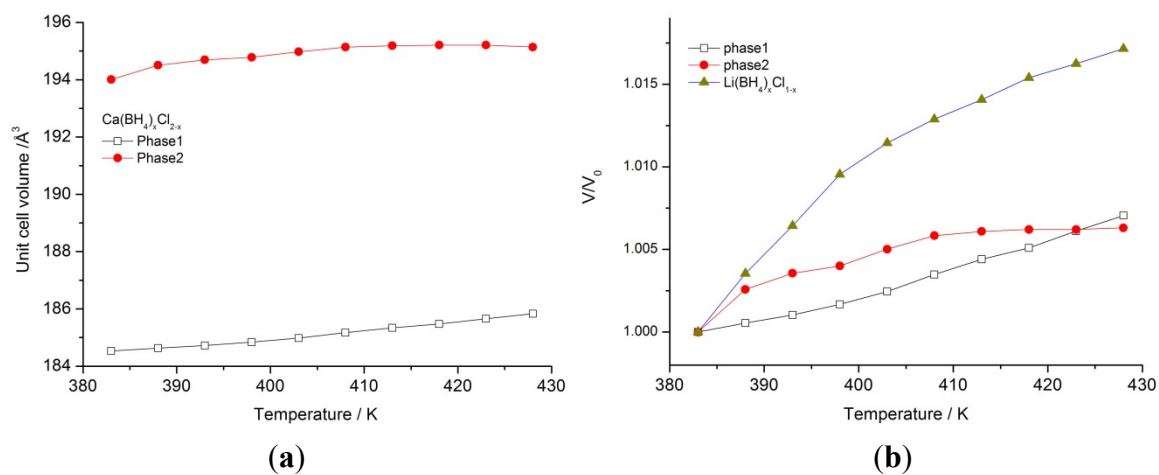 196
194
192
190
188
186
184
Unit cell volume /Å³
Ca(BH₄)ₓCl₂₋ₓ
Phase1
Phase2
380 390 400 410 420 430
Temperature / K
(a)
1.015
1.010
1.005
1.000
V/V₀
phase1
phase2
Li(BH₄)ₓCl₁₋ₓ
380 390 400 410 420 430
Temperature / K
(b)